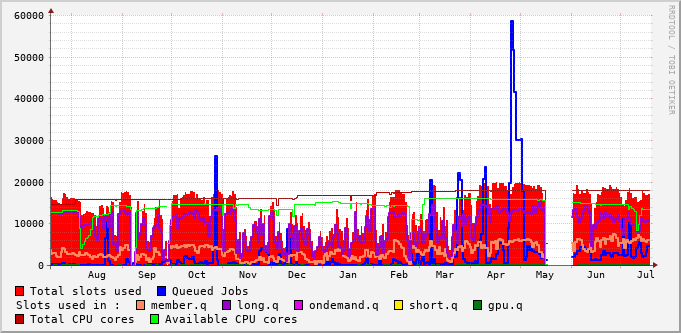 RRDTOOL / TOBI OETIKER
60000
50000
40000
30000
20000
10000
0
Aug Sep Oct Nov Dec Jan Feb Mar Apr May Jun Jul
Total slots used Queued Jobs
Slots used in : member.q long.q ondemand.q short.q gpu.q
Total CPU cores Available CPU cores